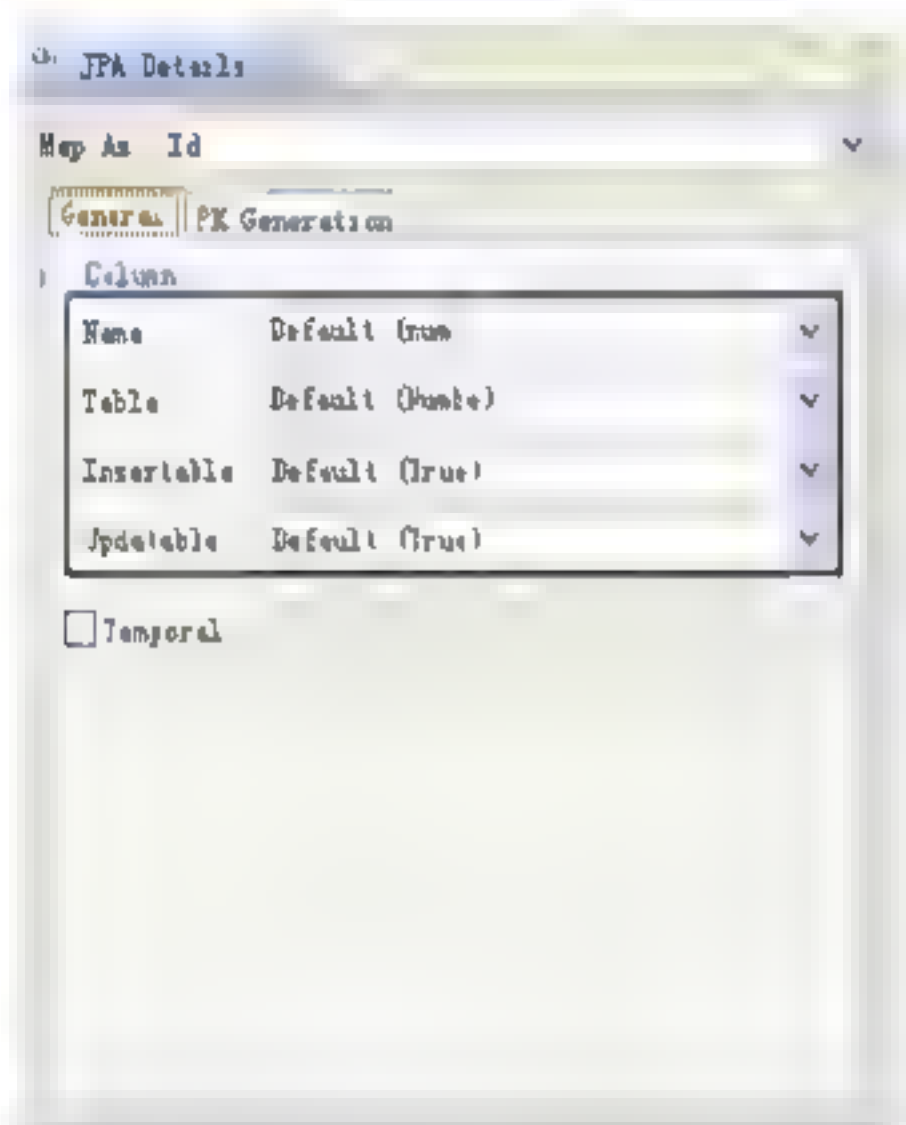 JPA Details
Map As Id
General PK Generation
Column
Name Default (num
Table Default
Insertable Default (True)
Updatable Default (True)
Temporal